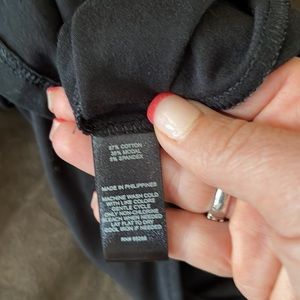 57% COTTON
38% MODAL
5% SPANDEX
MADE IN PHILIPPINES
MACHINE WASH COLD
WITH LIKE COLORS
GENTLE CYCLE
ONLY NON-CHLORINE
BLEACH WHEN NEEDED
LAY FLAT TO DRY
COOL IRON IF NEEDED
RN#